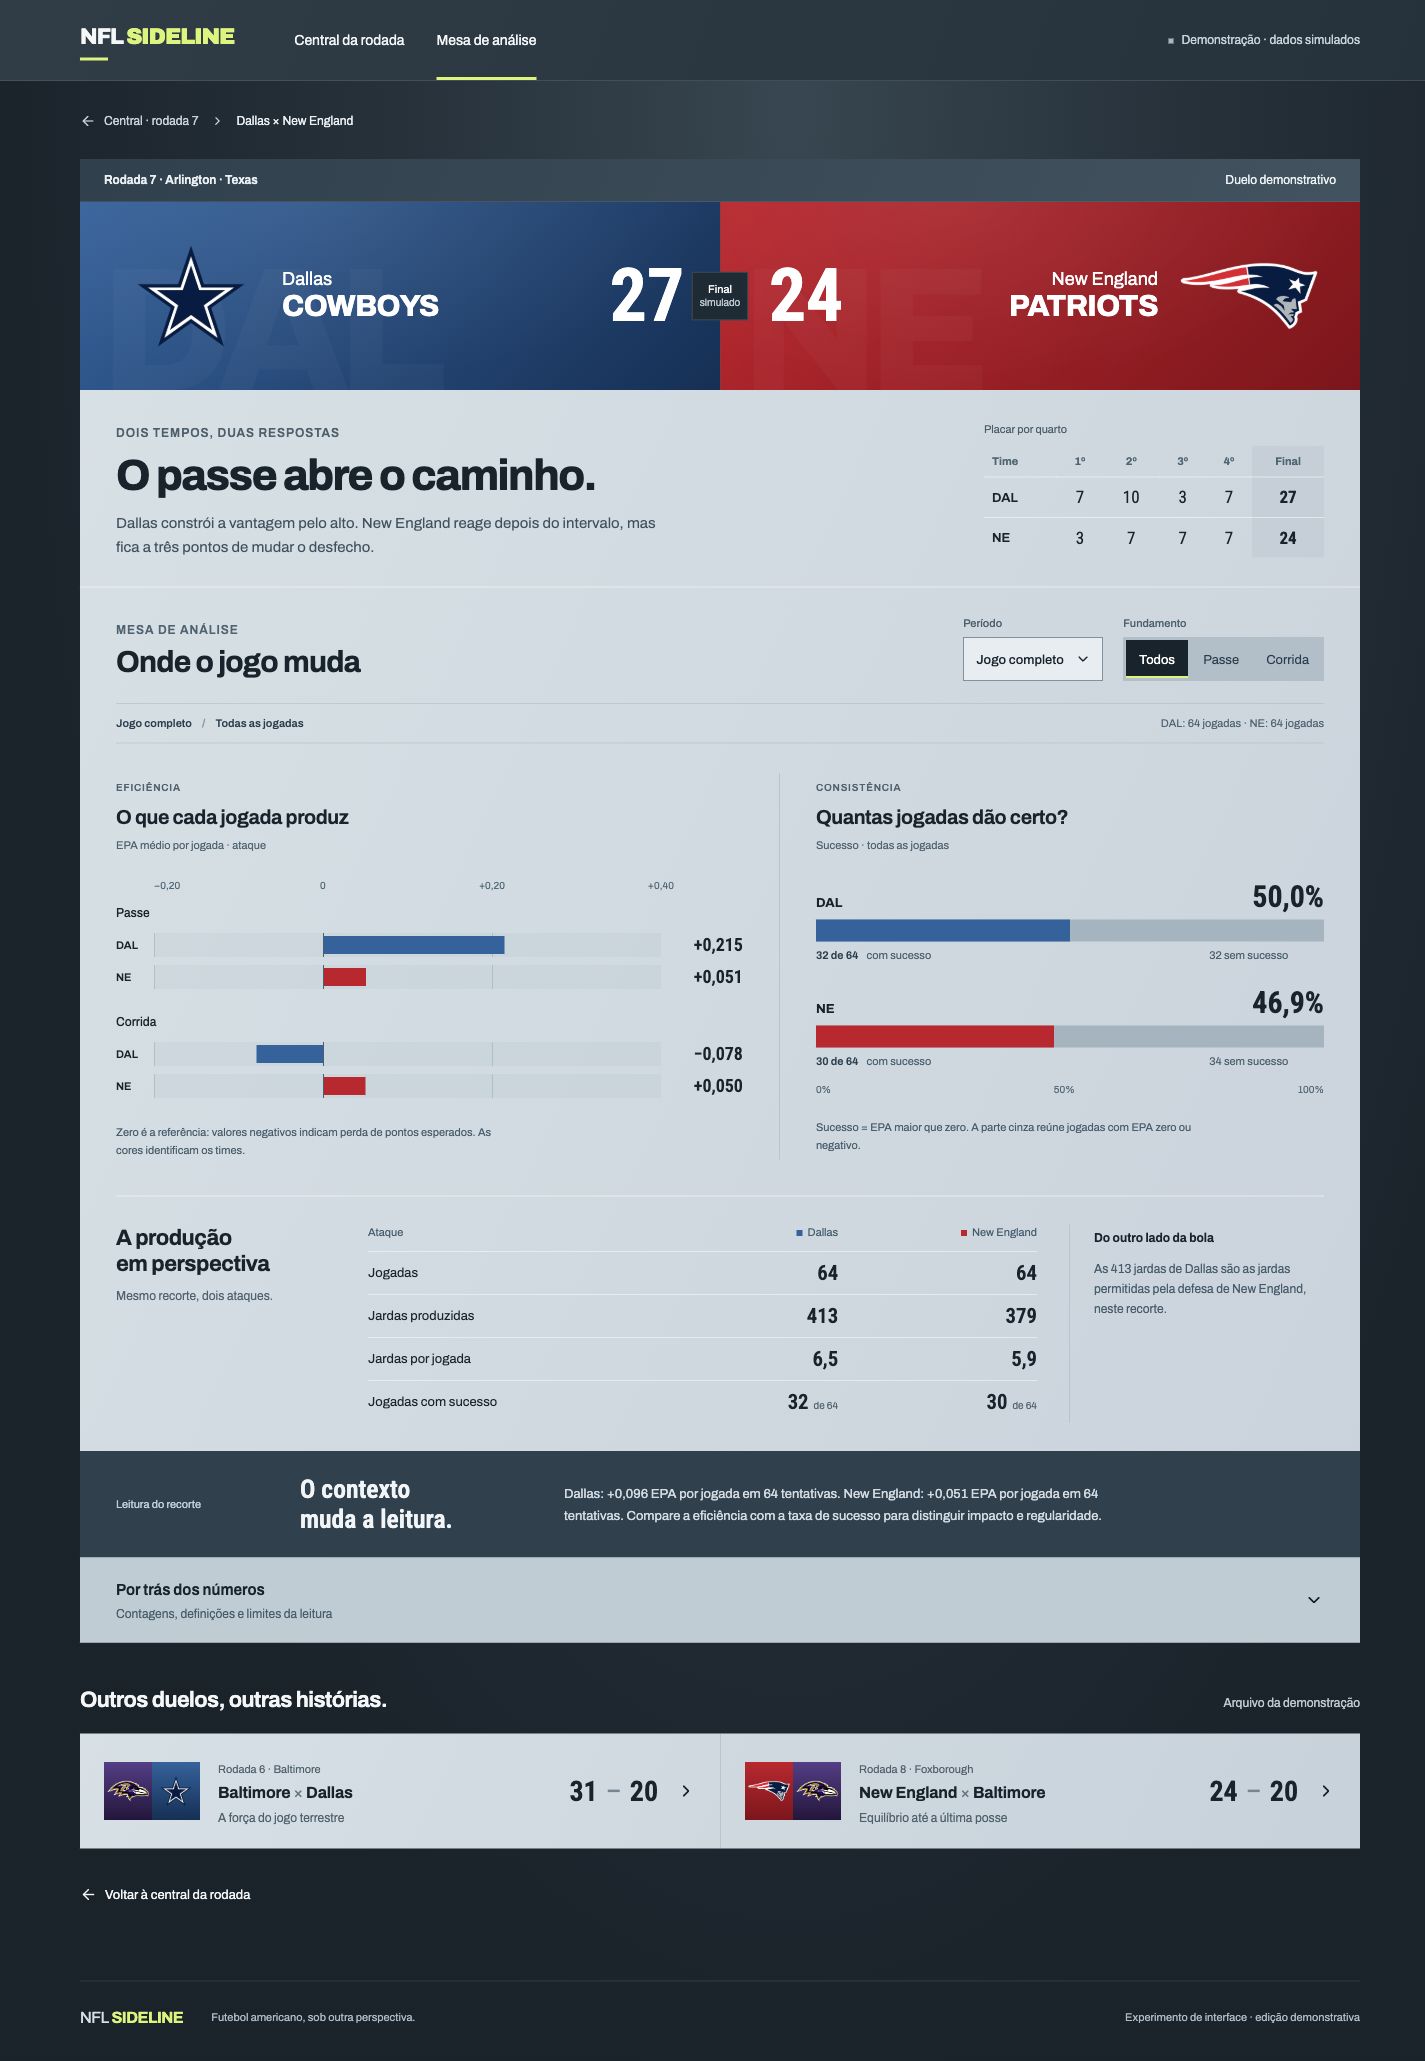 NFL SIDELINE
Central da rodada
Mesa de análise
Demonstração · dados simulados
Central · rodada 7
Dallas × New England
Rodada 7 · Arlington · Texas
Duelo demonstrativo
DAL
Dallas
COWBOYS
27
Final
simulado
24
NE
New England
PATRIOTS
DOIS TEMPOS, DUAS RESPOSTAS
O passe abre o caminho.
Dallas constrói a vantagem pelo alto. New England reage depois do intervalo, mas
fica a três pontos de mudar o desfecho.
Placar por quarto
Time 1º 2º 3º 4º Final
DAL 7 10 3 7 27
NE 3 7 7 7 24
MESA DE ANÁLISE
Onde o jogo muda
Período
Jogo completo
Fundamento
Todos Passe Corrida
Jogo completo / Todas as jogadas
DAL: 64 jogadas · NE: 64 jogadas
EFICIÊNCIA
O que cada jogada produz
EPA médio por jogada · ataque
−0,20 0 +0,20 +0,40
Passe
DAL +0,215
NE +0,051
Corrida
DAL −0,078
NE +0,050
Zero é a referência: valores negativos indicam perda de pontos esperados. As
cores identificam os times.
CONSISTÊNCIA
Quantas jogadas dão certo?
Sucesso · todas as jogadas
DAL 50,0%
32 de 64 com sucesso 32 sem sucesso
NE 46,9%
30 de 64 com sucesso 34 sem sucesso
0% 50% 100%
Sucesso = EPA maior que zero. A parte cinza reúne jogadas com EPA zero ou
negativo.
A produção
em perspectiva
Mesmo recorte, dois ataques.
Ataque Dallas New England
Jogadas 64 64
Jardas produzidas 413 379
Jardas por jogada 6,5 5,9
Jogadas com sucesso 32 de 64 30 de 64
Do outro lado da bola
As 413 jardas de Dallas são as jardas
permitidas pela defesa de New England,
neste recorte.
Leitura do recorte
O contexto
muda a leitura.
Dallas: +0,096 EPA por jogada em 64 tentativas. New England: +0,051 EPA por jogada em 64
tentativas. Compare a eficiência com a taxa de sucesso para distinguir impacto e regularidade.
Por trás dos números
Contagens, definições e limites da leitura
Outros duelos, outras histórias.
Arquivo da demonstração
Rodada 6 · Baltimore
Baltimore × Dallas
A força do jogo terrestre
31 – 20
Rodada 8 · Foxborough
New England × Baltimore
Equilíbrio até a última posse
24 – 20
Voltar à central da rodada
NFL SIDELINE
Futebol americano, sob outra perspectiva.
Experimento de interface · edição demonstrativa